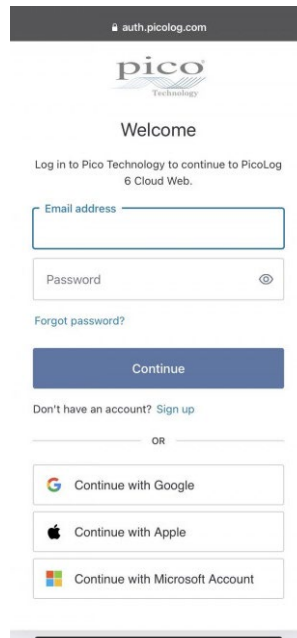 auth.picolog.com
pico
Technology
Welcome
Log in to Pico Technology to continue to PicoLog
6 Cloud Web.
Email address
Password
Forgot password?
Continue
Don't have an account? Sign up
OR
Continue with Google
Continue with Apple
Continue with Microsoft Account